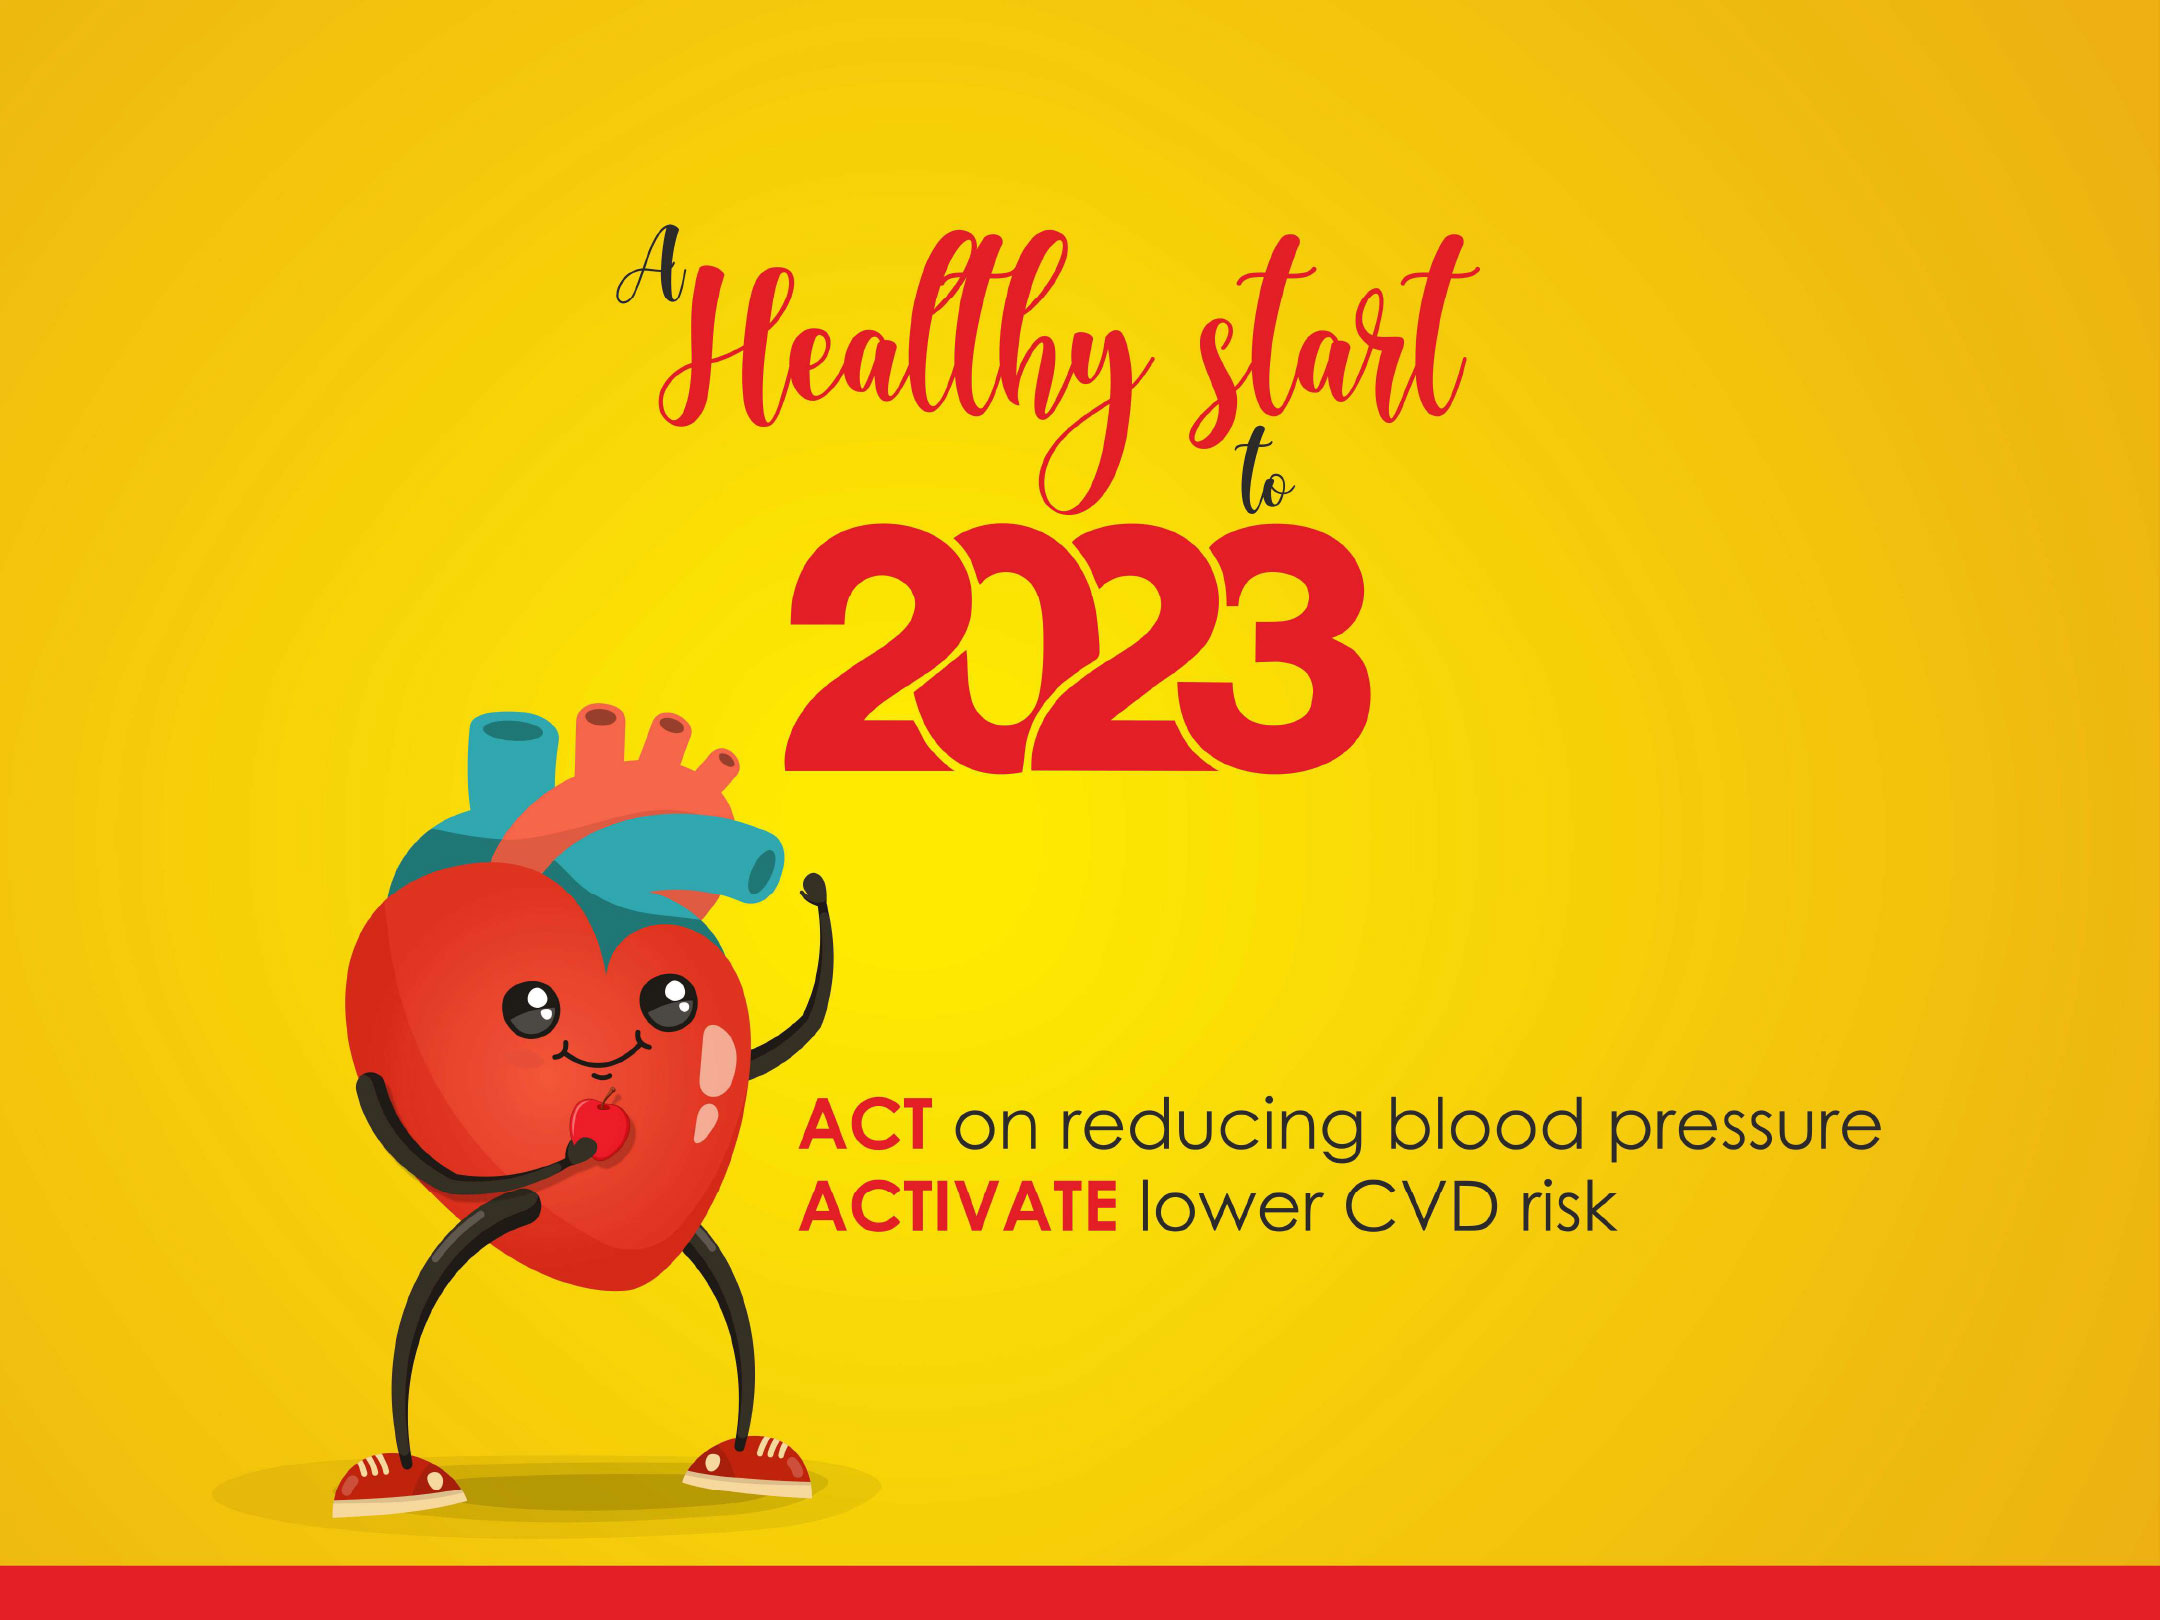 A Healthy start
to
2023
ACT on reducing blood pressure
ACTIVATE lower CVD risk